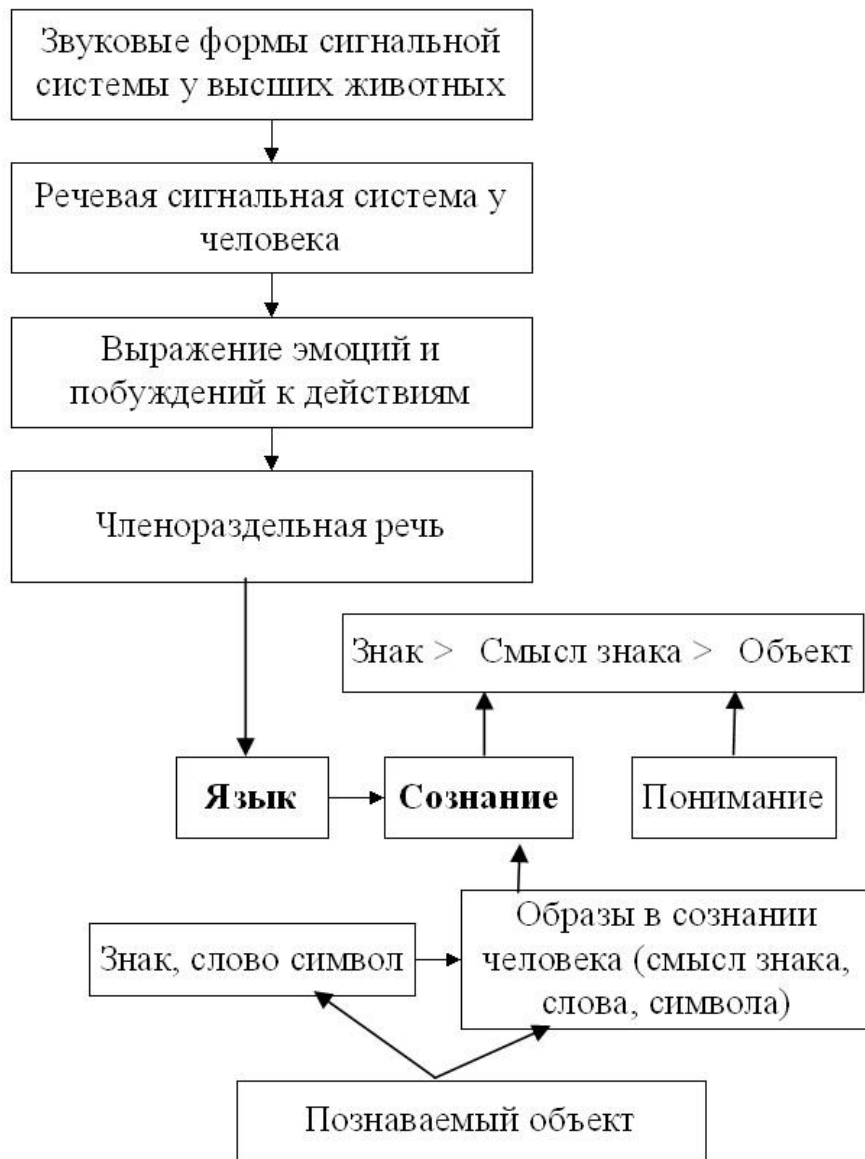 Звуковые формы сигнальной
системы у высших животных
Речевая сигнальная система у
человека
Выражение эмоций и
побуждений к действиям
Членораздельная речь
Знак > Смысл знака > Объект
Язык
Сознание
Понимание
Знак, слово символ
Образы в сознании
человека (смысл знака,
слова, символа)
Познаваемый объект